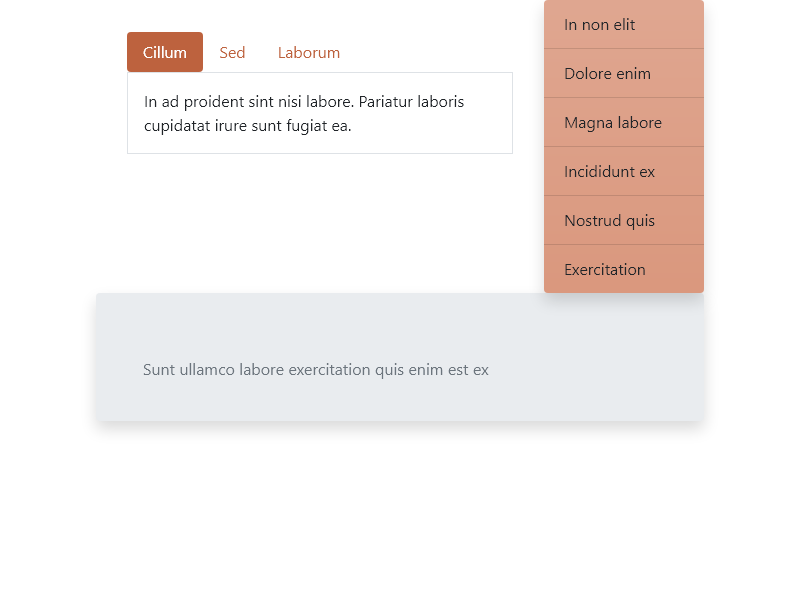 Cillum
Sed
Laborum
In ad proident sint nisi labore. Pariatur laboris
cupidatat irure sunt fugiat ea.
In non elit
Dolore enim
Magna labore
Incididunt ex
Nostrud quis
Exercitation
Sunt ullamco labore exercitation quis enim est ex